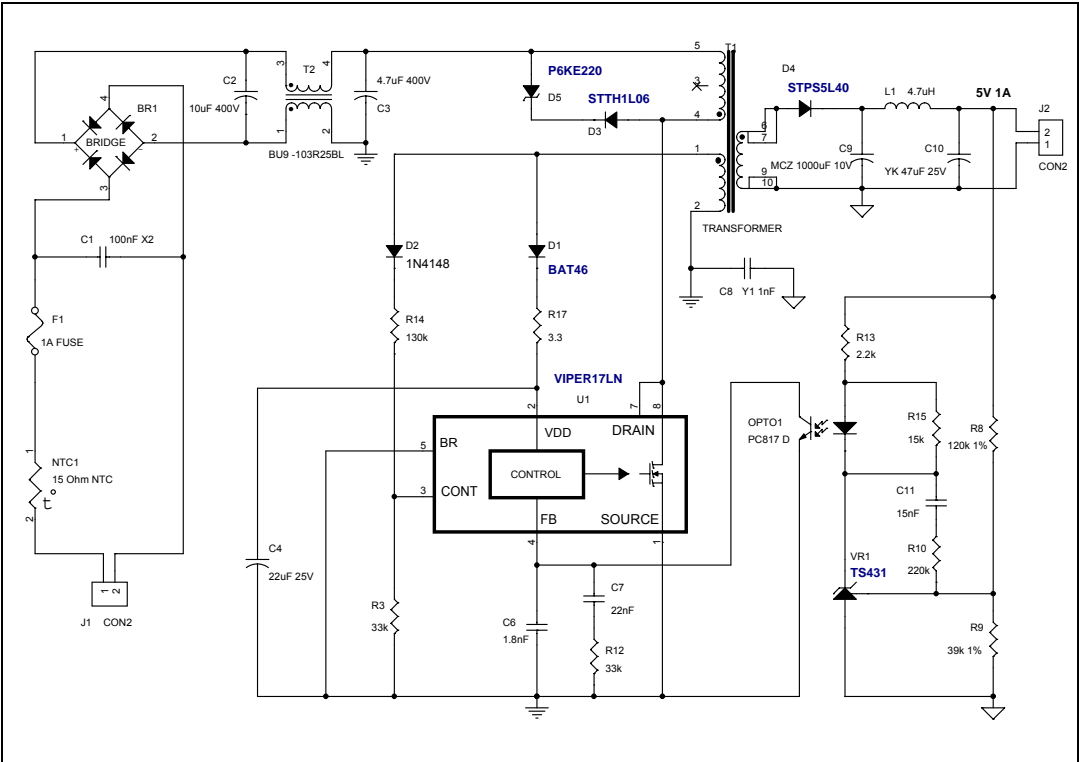 5
T1
3
4
T2
4.7uF 400V
C2
10uF 400V
C3
1
2
BU9 -103R25BL
P6KE220
D5
STTH1L06
D3
3
4
D4
STPS5L40
L1 4.7uH
5V 1A
J2
2
1
CON2
6
7
C9
MCZ 1000uF 10V
C10
YK 47uF 25V
9
10
4
BR1
1
+
BRIDGE
2
-
3
1
2
TRANSFORMER
C1 100nF X2
D2
1N4148
D1
BAT46
C8 Y1 1nF
F1
1A FUSE
R14
130k
R17
3.3
R13
2.2k
VIPER17LN
U1
2
7
8
VDD
DRAIN
5
BR
CONTROL
3
CONT
FB
SOURCE
4
1
OPTO1
PC817 D
R15
15k
R8
120k 1%
1
NTC1
15 Ohm NTC
t
2
C11
15nF
R10
220k
VR1
TS431
C4
22uF 25V
C7
22nF
R3
33k
C6
1.8nF
R12
33k
R9
39k 1%
1
2
J1 CON2